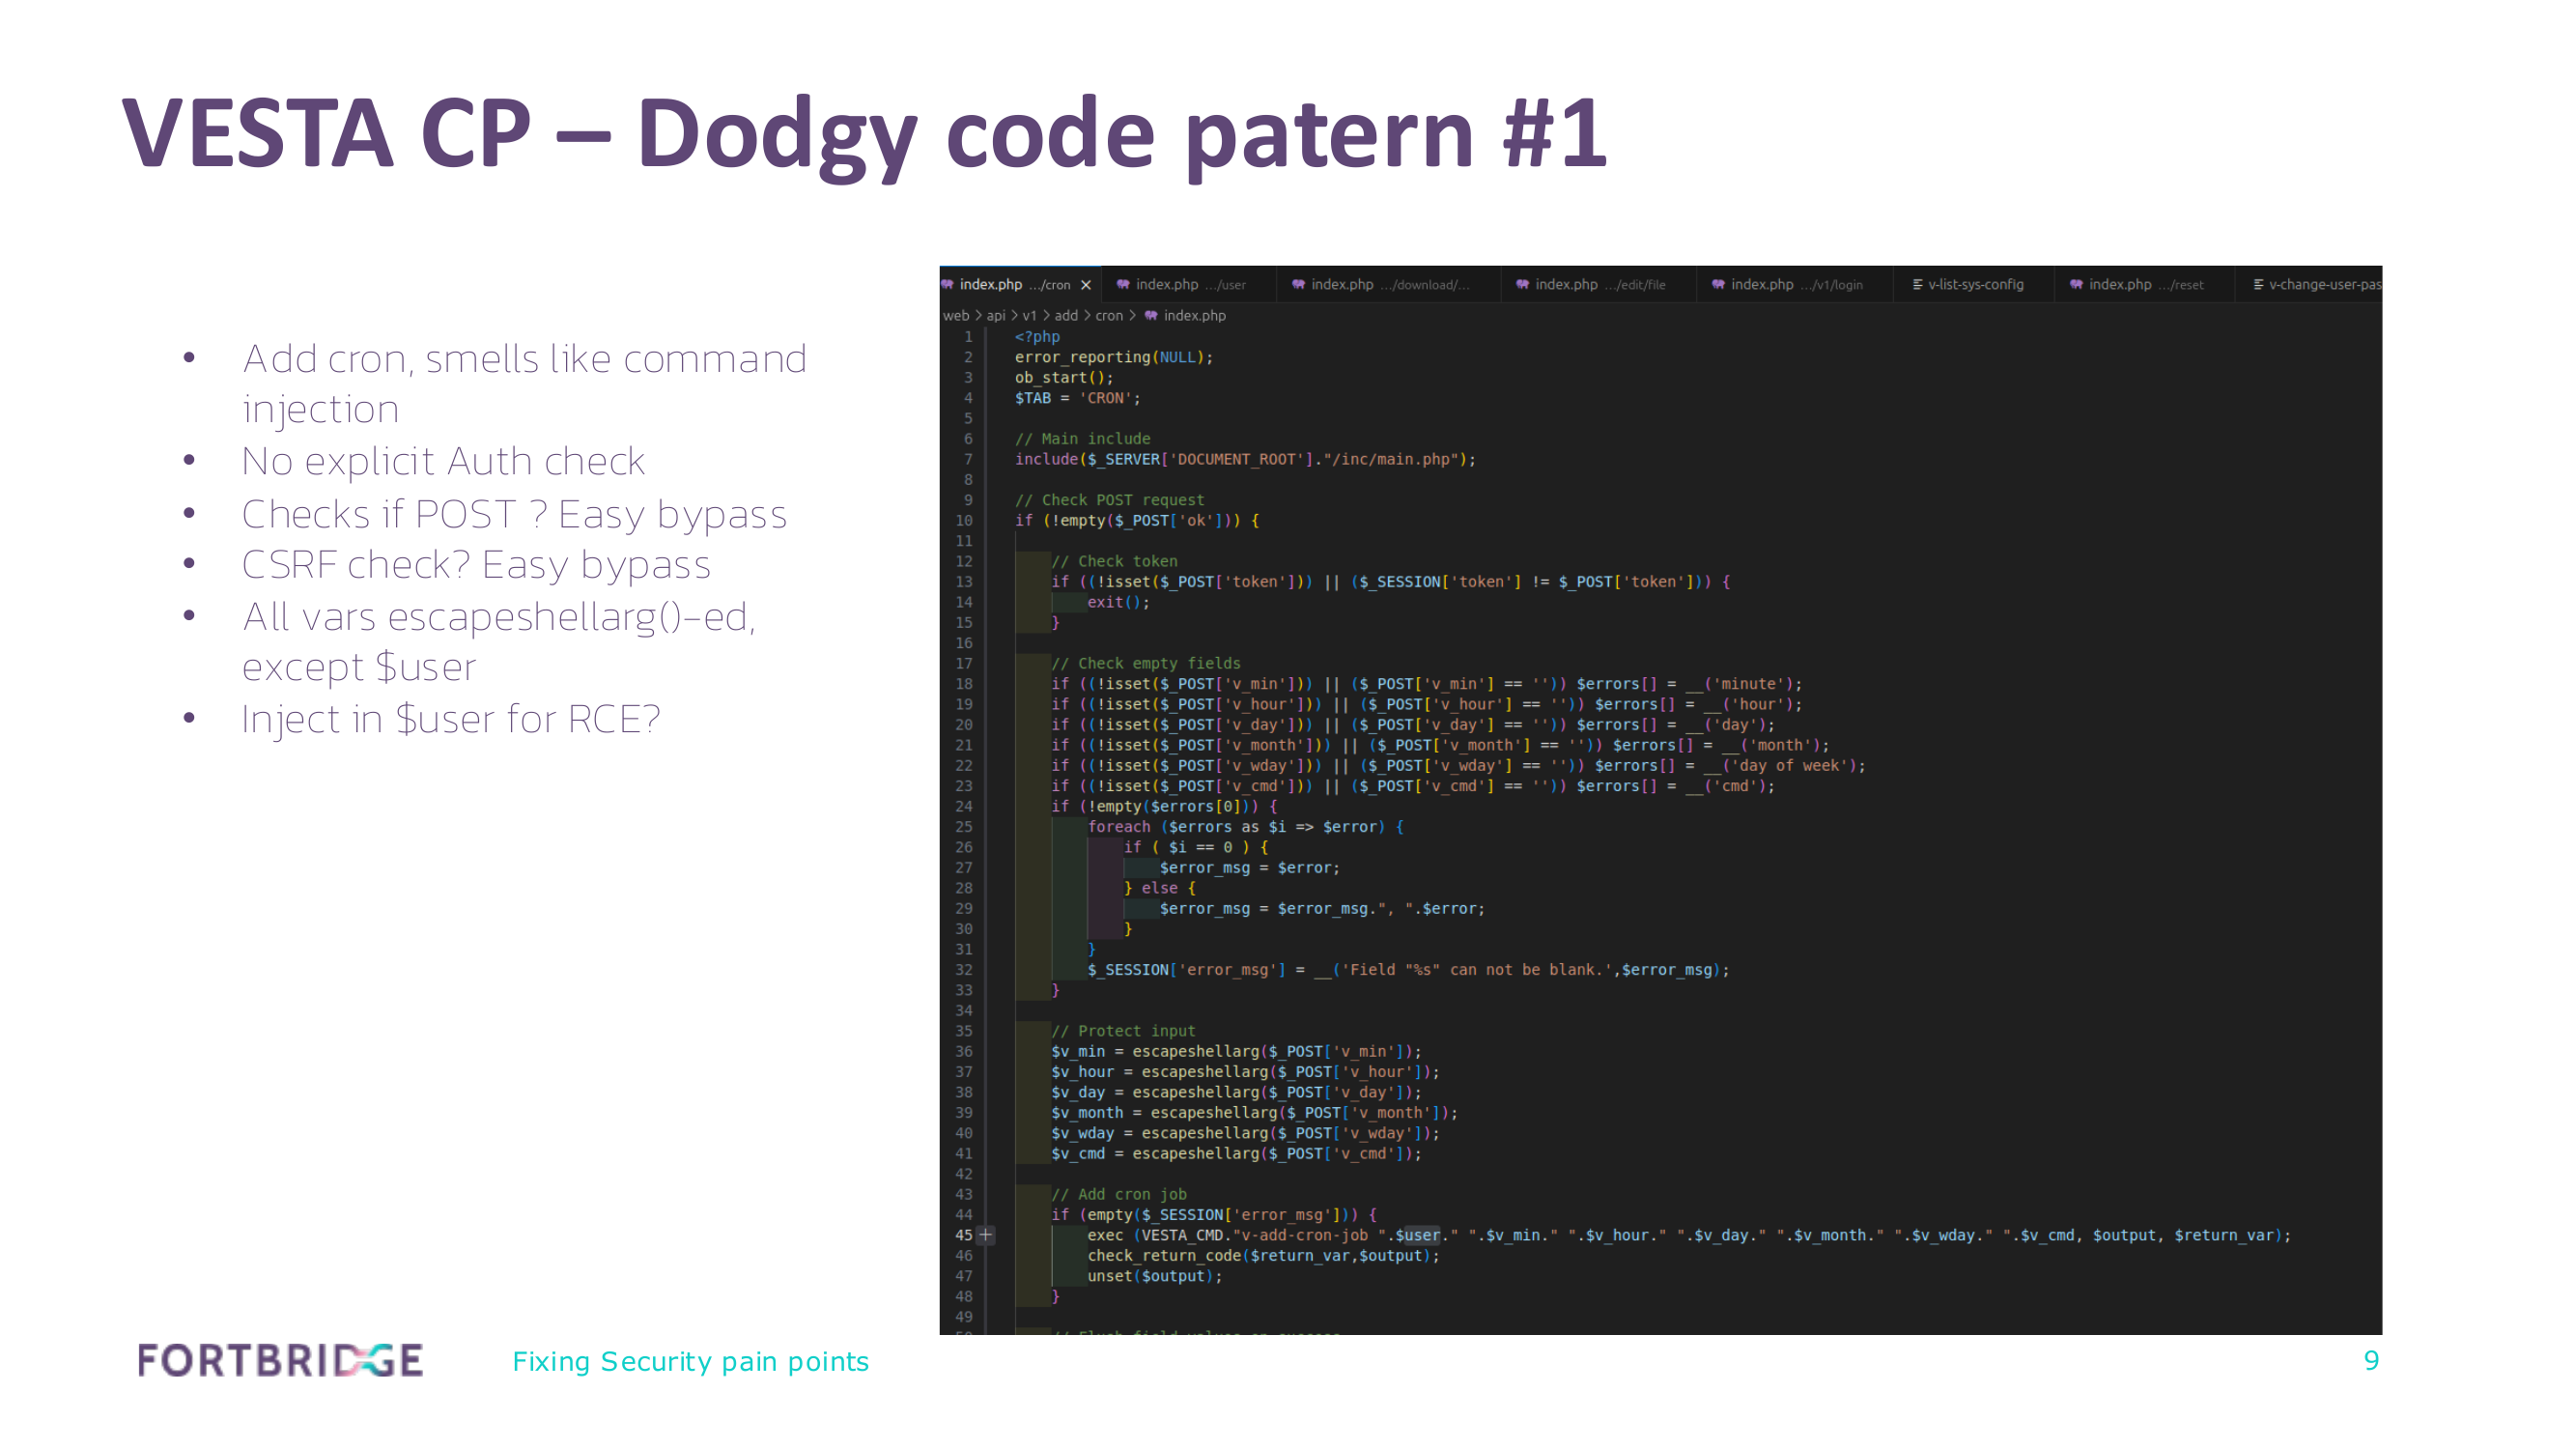 VESTA CP – Dodgy code patern #1
• Add cron, smells like command
injection
• No explicit Auth check
• Checks if POST ? Easy bypass
• CSRF check? Easy bypass
• All vars escapeshellarg()-ed,
except $user
• Inject in $user for RCE?
index.php .../cron × index.php .../user index.php .../download/... index.php .../edit/file index.php .../v1/login v-list-sys-config index.php .../reset v-change-user-pas
web > api > v1 > add > cron > index.php
1 <?php
2 error_reporting(NULL);
3 ob_start();
4 $TAB = 'CRON';
5
6 // Main include
7 include($_SERVER['DOCUMENT_ROOT']."/inc/main.php");
8
9 // Check POST request
10 if (!empty($_POST['ok'])) {
11
12 // Check token
13 if ((!isset($_POST['token'])) || ($_SESSION['token'] != $_POST['token'])) {
14 exit();
15 }
16
17 // Check empty fields
18 if ((!isset($_POST['v_min'])) || ($_POST['v_min'] == '')) $errors[] = __('minute');
19 if ((!isset($_POST['v_hour'])) || ($_POST['v_hour'] == '')) $errors[] = __('hour');
20 if ((!isset($_POST['v_day'])) || ($_POST['v_day'] == '')) $errors[] = __('day');
21 if ((!isset($_POST['v_month'])) || ($_POST['v_month'] == '')) $errors[] = __('month');
22 if ((!isset($_POST['v_wday'])) || ($_POST['v_wday'] == '')) $errors[] = __('day of week');
23 if ((!isset($_POST['v_cmd'])) || ($_POST['v_cmd'] == '')) $errors[] = __('cmd');
24 if (!empty($errors[0])) {
25 foreach ($errors as $i => $error) {
26 if ( $i == 0 ) {
27 $error_msg = $error;
28 } else {
29 $error_msg = $error_msg.", ".$error;
30 }
31 }
32 $_SESSION['error_msg'] = __('Field "%s" can not be blank.',$error_msg);
33 }
34
35 // Protect input
36 $v_min = escapeshellarg($_POST['v_min']);
37 $v_hour = escapeshellarg($_POST['v_hour']);
38 $v_day = escapeshellarg($_POST['v_day']);
39 $v_month = escapeshellarg($_POST['v_month']);
40 $v_wday = escapeshellarg($_POST['v_wday']);
41 $v_cmd = escapeshellarg($_POST['v_cmd']);
42
43 // Add cron job
44 if (empty($_SESSION['error_msg'])) {
45 + exec (VESTA_CMD."v-add-cron-job ".$user." ".$v_min." ".$v_hour." ".$v_day." ".$v_month." ".$v_wday." ".$v_cmd, $output, $return_var);
46 check_return_code($return_var,$output);
47 unset($output);
48 }
49
FORTBRIDGE Fixing Security pain points 9